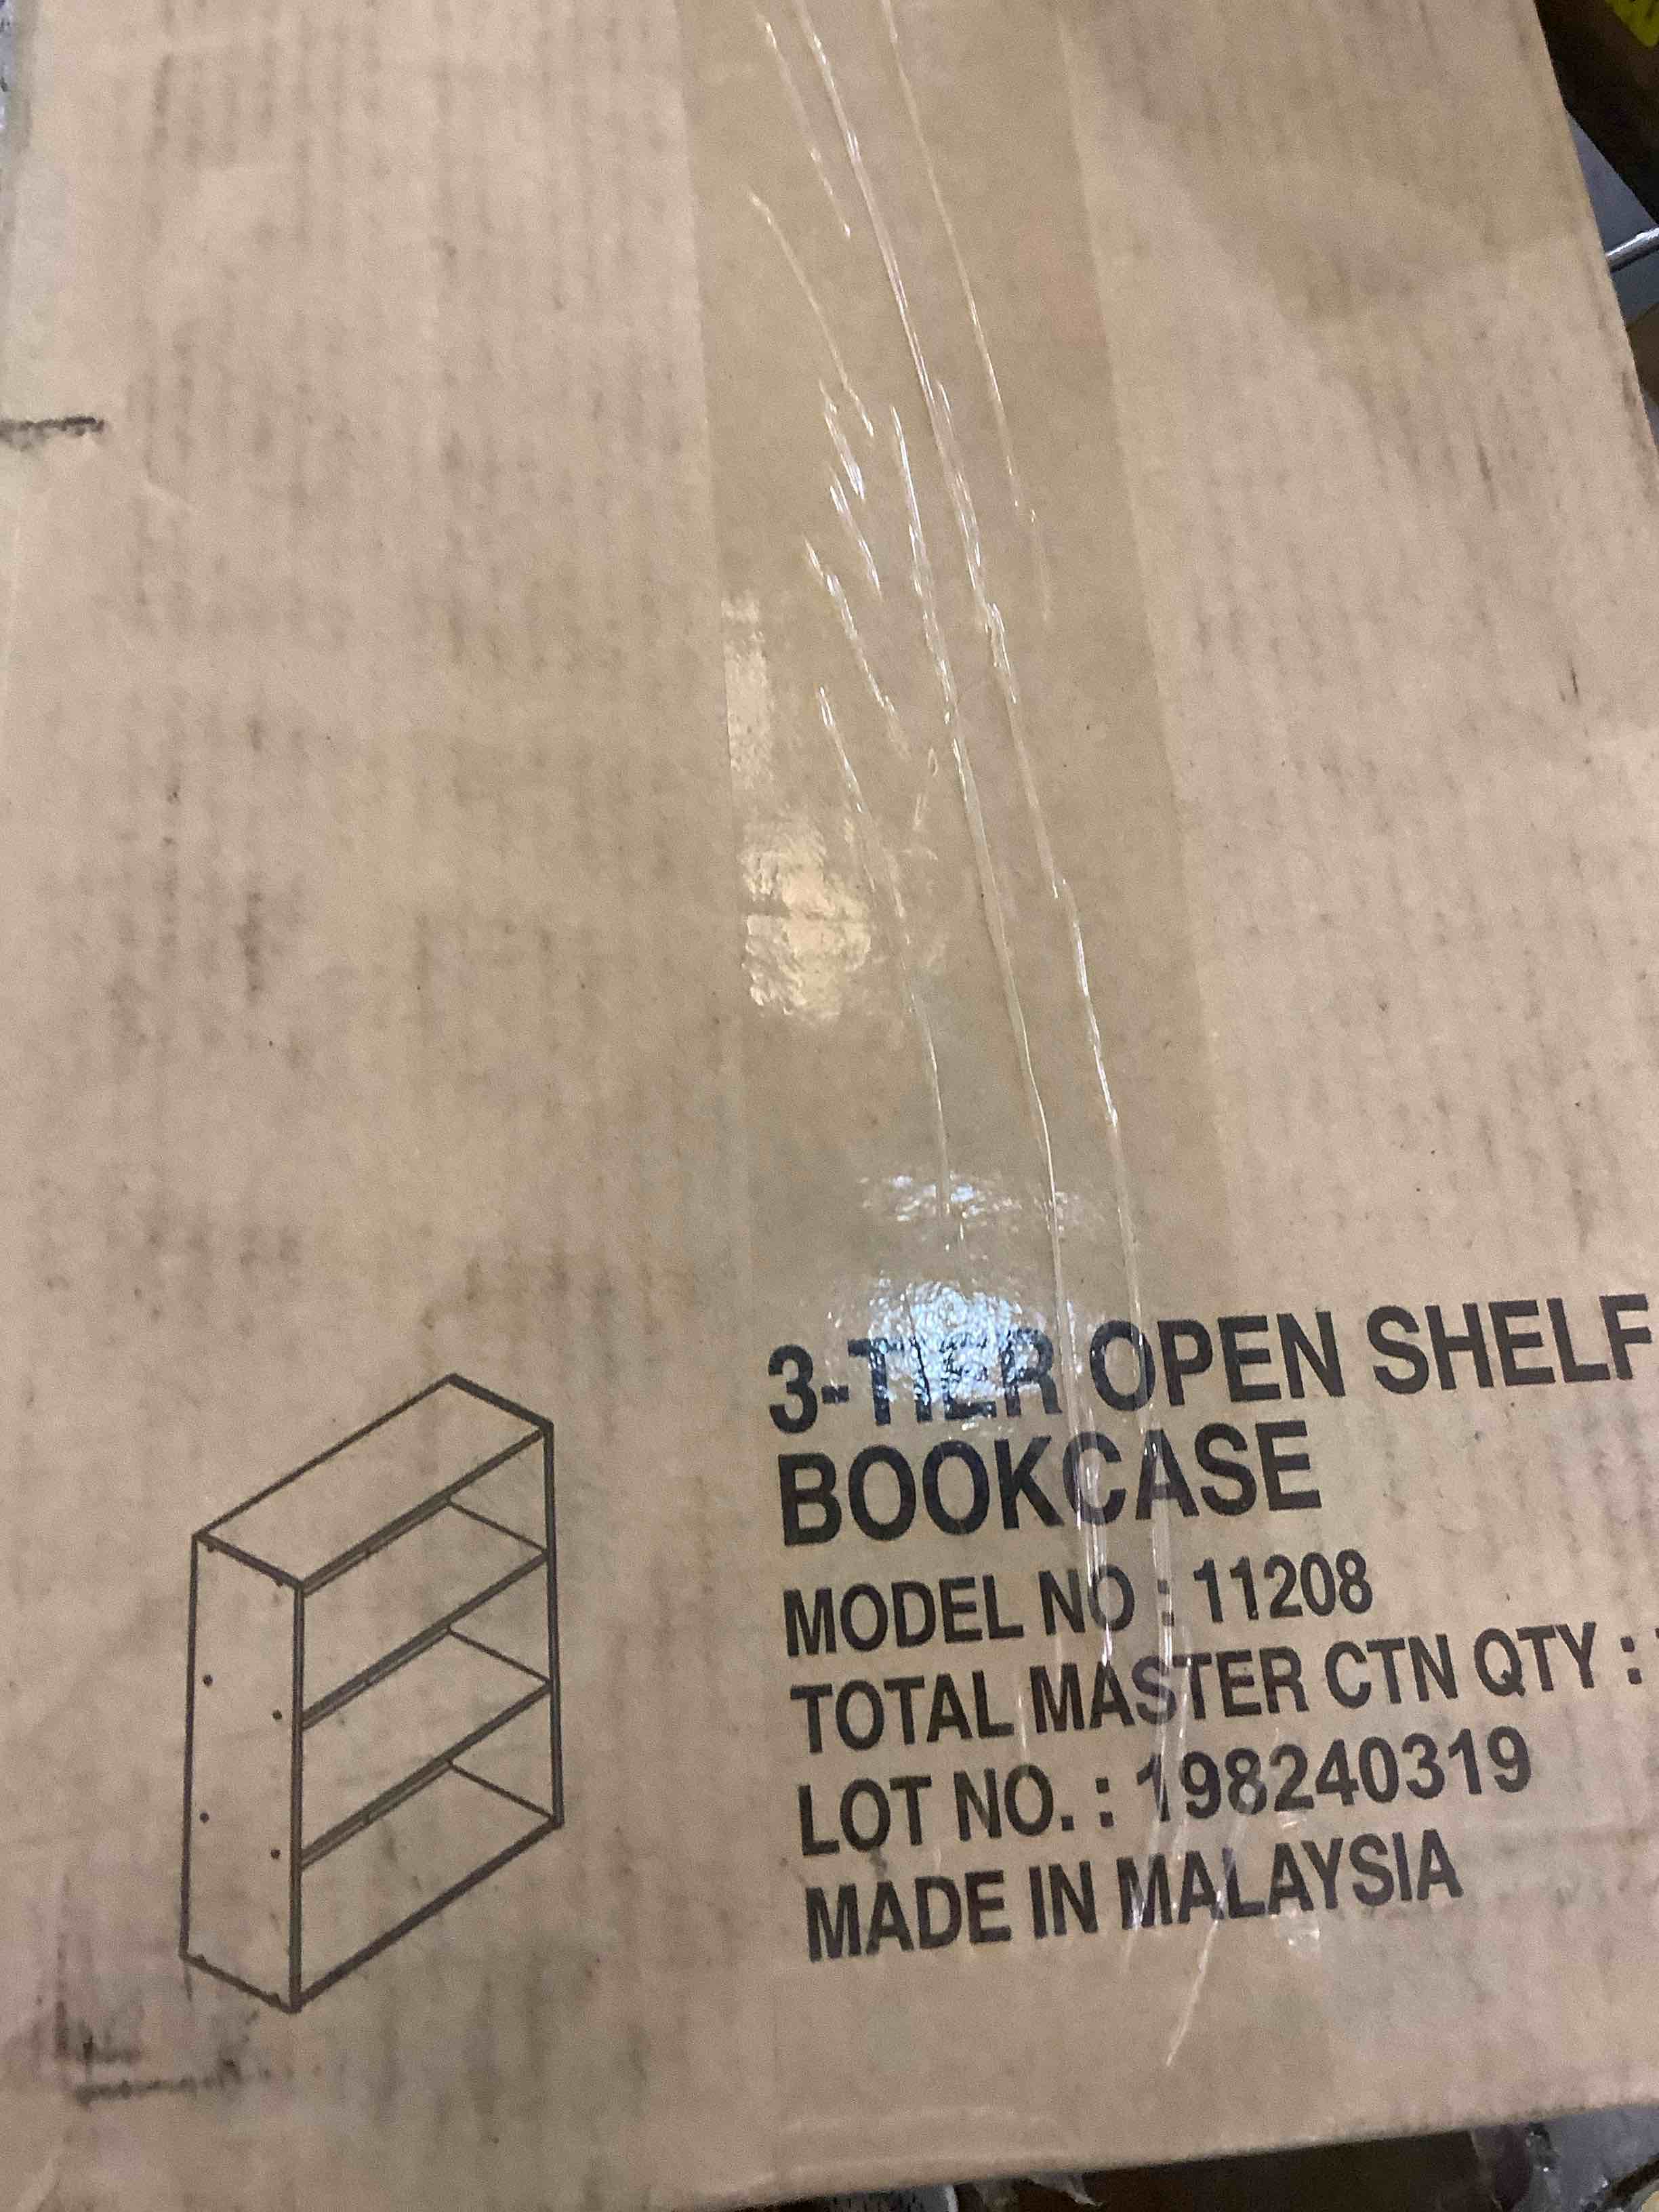 3-TIER OPEN SHELF
BOOKCASE
MODEL NO : 11208
TOTAL MASTER CTN QTY :
LOT NO. : 198240319
MADE IN MALAYSIA